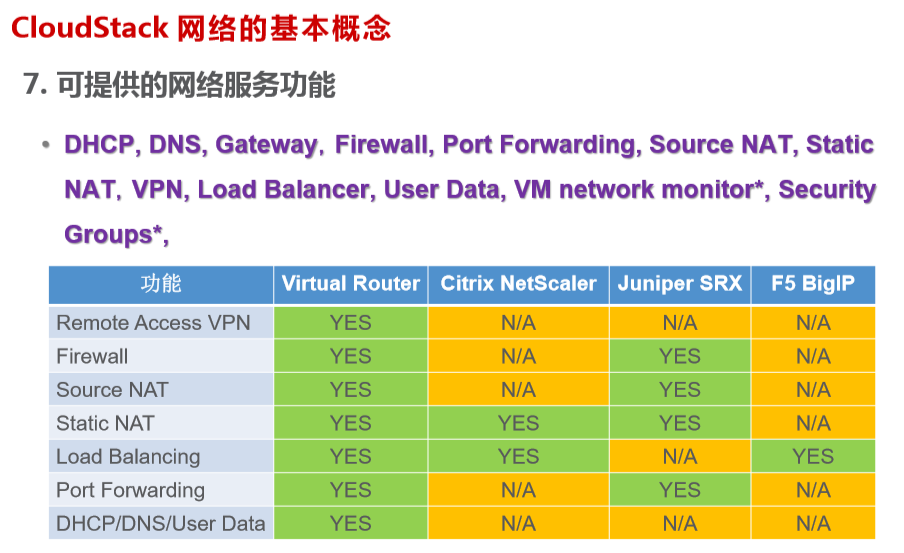 CloudStack 网络的基本概念
7. 可提供的网络服务功能
• DHCP, DNS, Gateway, Firewall, Port Forwarding, Source NAT, Static
NAT, VPN, Load Balancer, User Data, VM network monitor*, Security
Groups*,
功能 Virtual Router Citrix NetScaler Juniper SRX F5 BigIP
Remote Access VPN YES N/A N/A N/A
Firewall YES N/A YES N/A
Source NAT YES N/A YES N/A
Static NAT YES YES YES N/A
Load Balancing YES YES N/A YES
Port Forwarding YES N/A YES N/A
DHCP/DNS/User Data YES N/A N/A N/A